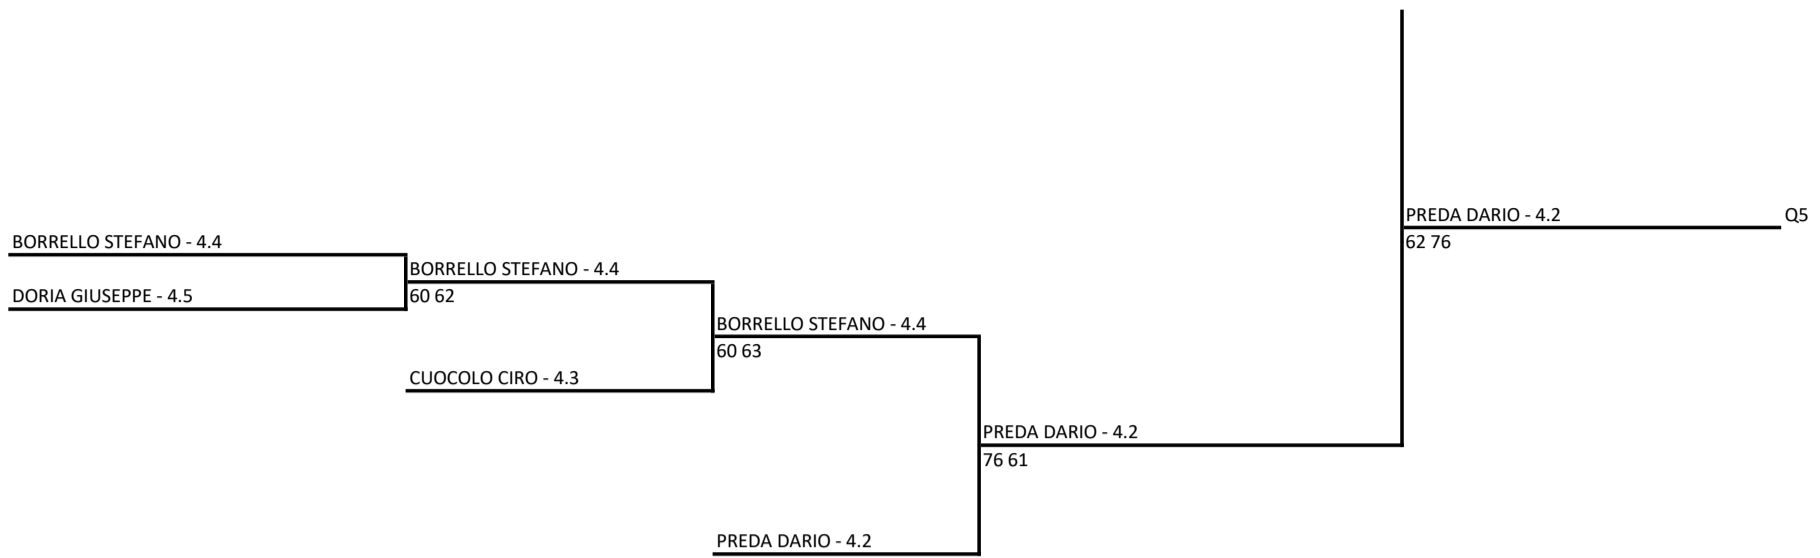 PREDA DARIO - 4.2
Q5
62 76
BORRELLO STEFANO - 4.4
BORRELLO STEFANO - 4.4
DORIA GIUSEPPE - 4.5
60 62
BORRELLO STEFANO - 4.4
60 63
CUOCOLO CIRO - 4.3
PREDA DARIO - 4.2
76 61
PREDA DARIO - 4.2